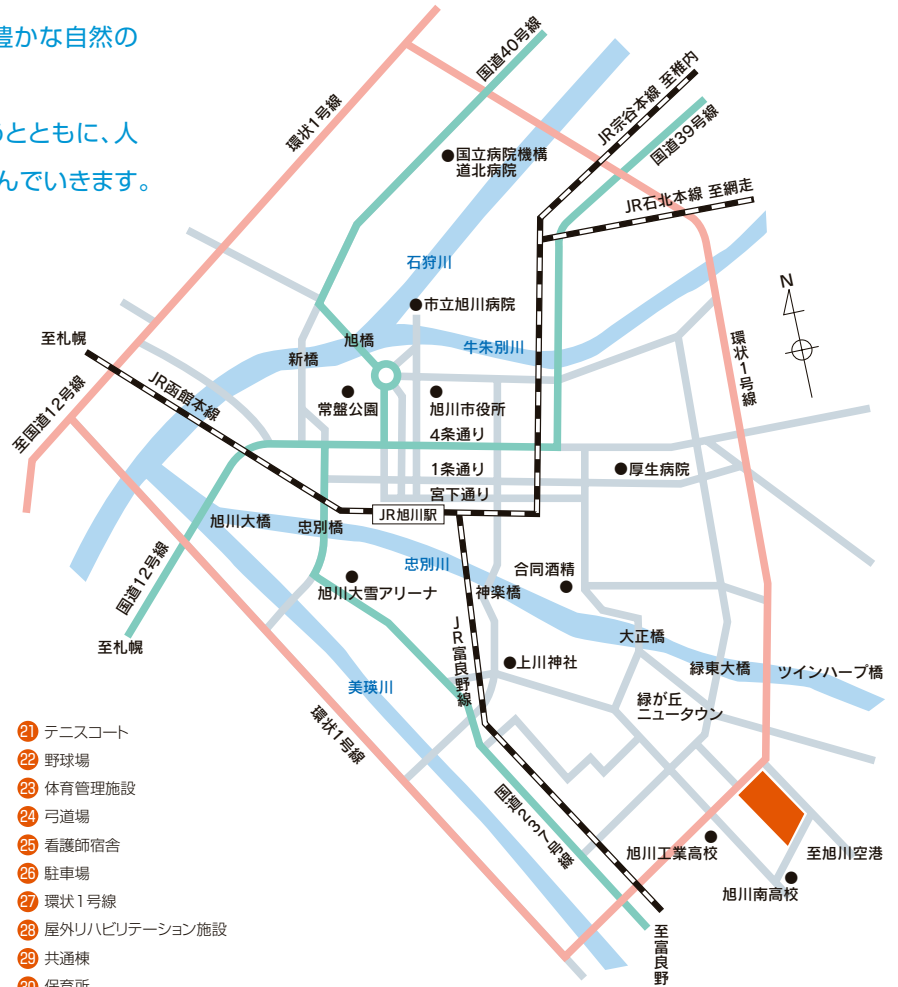 豊かな自然の
うとともに、人
んでいきます。
国道40号線
環状1号線
JR宗谷本線 至稚内
国道39号線
国立病院機構
道北病院
JR石北本線 至網走
石狩川
N
市立旭川病院
至札幌
旭橋
新橋
牛朱別川
環状1号線
JR函館本線
至国道12号線
常盤公園
旭川市役所
4条通り
1条通り
厚生病院
宮下通り
JR旭川駅
旭川大橋
忠別橋
忠別川
合同酒精
国道12号線
旭川大雪アリーナ
神楽橋
JR富良野線
大正橋
至札幌
上川神社
緑東大橋
ツインハープ橋
美瑛川
緑が丘
ニュータウン
環状1号線
国道237号線
旭川工業高校
至旭川空港
旭川南高校
至富良野
21 テニスコート
22 野球場
23 体育管理施設
24 弓道場
25 看護師宿舎
26 駐車場
27 環状1号線
28 屋外リハビリテーション施設
29 共通棟
30 保育所